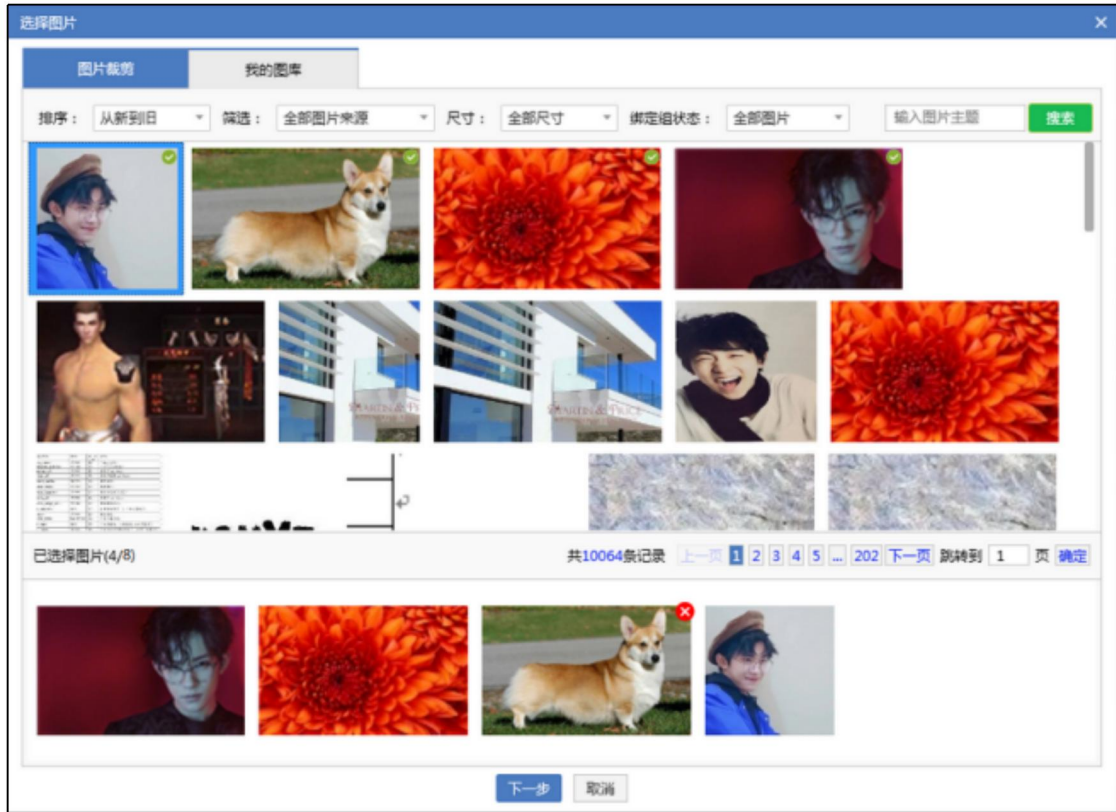 选择图片 ×
图片裁剪 我的图库
排序： 从新到旧 筛选： 全部图片来源 尺寸： 全部尺寸 绑定组状态： 全部图片 输入图片主题 搜索
MARTIN & PRICE
已选择图片(4/8) 共10064条记录 上一页 1 2 3 4 5 ... 202 下一页 跳转到 1 页 确定
下一步 取消